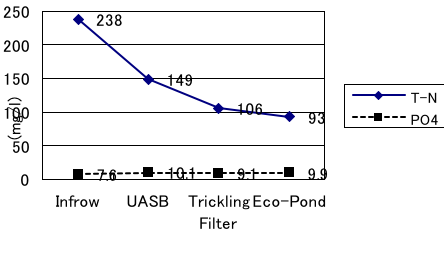 250
200
150
100
50
0
(mg/l)
238
149
106
93
7.6
10.1
9.1
9.9
Infrow
UASB
Trickling
Filter
Eco-Pond
T-N
PO4